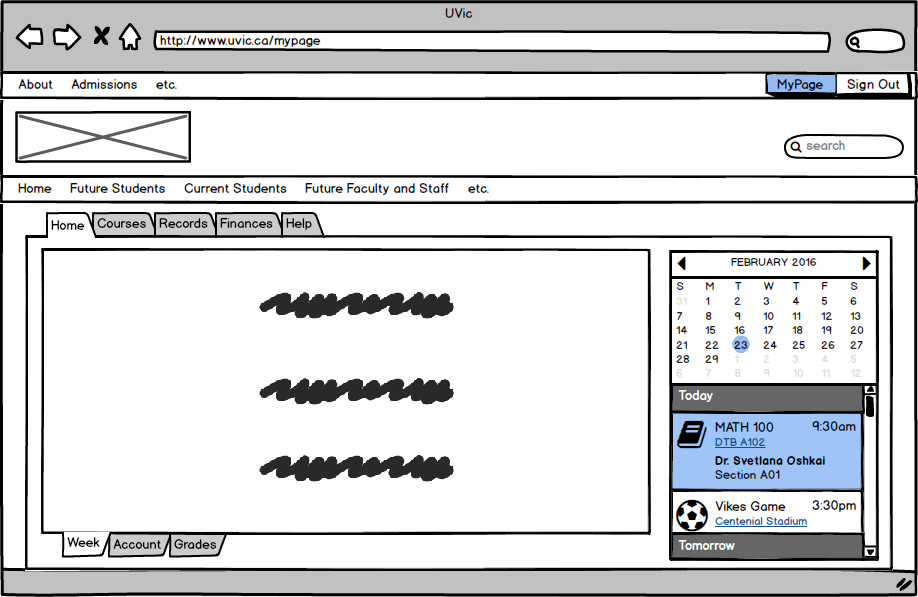 UVic
http://www.uvic.ca/mypage
About Admissions etc. MyPage Sign Out
search
Home Future Students Current Students Future Faculty and Staff etc.
Home Courses Records Finances Help
FEBRUARY 2016
S M T W T F S
31 1 2 3 4 5 6
7 8 9 10 11 12 13
14 15 16 17 18 19 20
21 22 23 24 25 26 27
28 29 1 2 3 4 5
6 7 8 9 10 11 12
Today
MATH 100 9:30am
DTB A102
Dr. Svetlana Oshkai
Section A01
Vikes Game 3:30pm
Centenial Stadium
Tomorrow
Week Account Grades